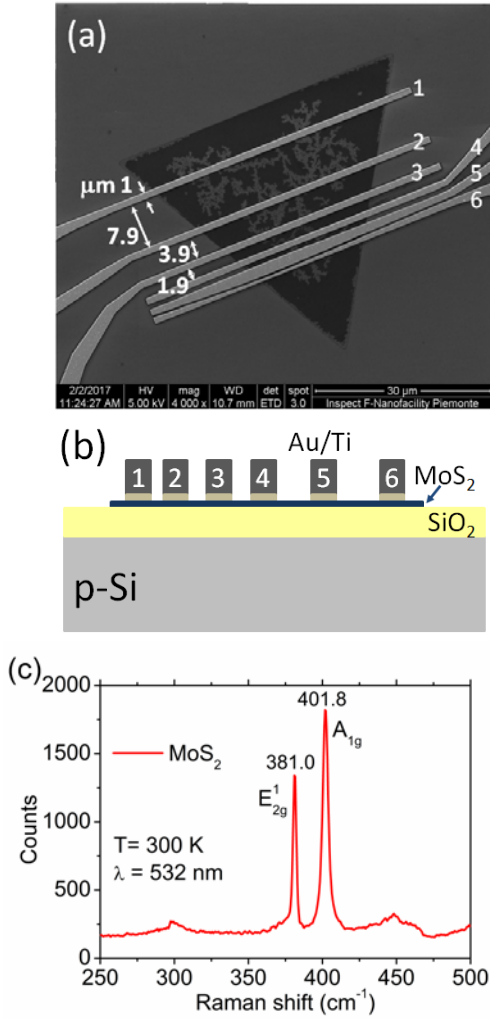 (a)
1
2
3
4
5
6
µm 1
7.9
3.9
1.9
2/2/2017 HV mag WD det spot 30 µm
11:24:27 AM 5.00 kV 4 000 x 10.7 mm ETD 3.0 Inspect F-Nanofacility Piemonte
(b)
Au/Ti
1 2 3 4 5 6
MoS₂
SiO₂
p-Si
(c)
2000
1500
1000
500
0
Counts
401.8
A₁g
381.0
E¹₂g
MoS₂
T= 300 K
λ = 532 nm
250 300 350 400 450 500
Raman shift (cm⁻¹)